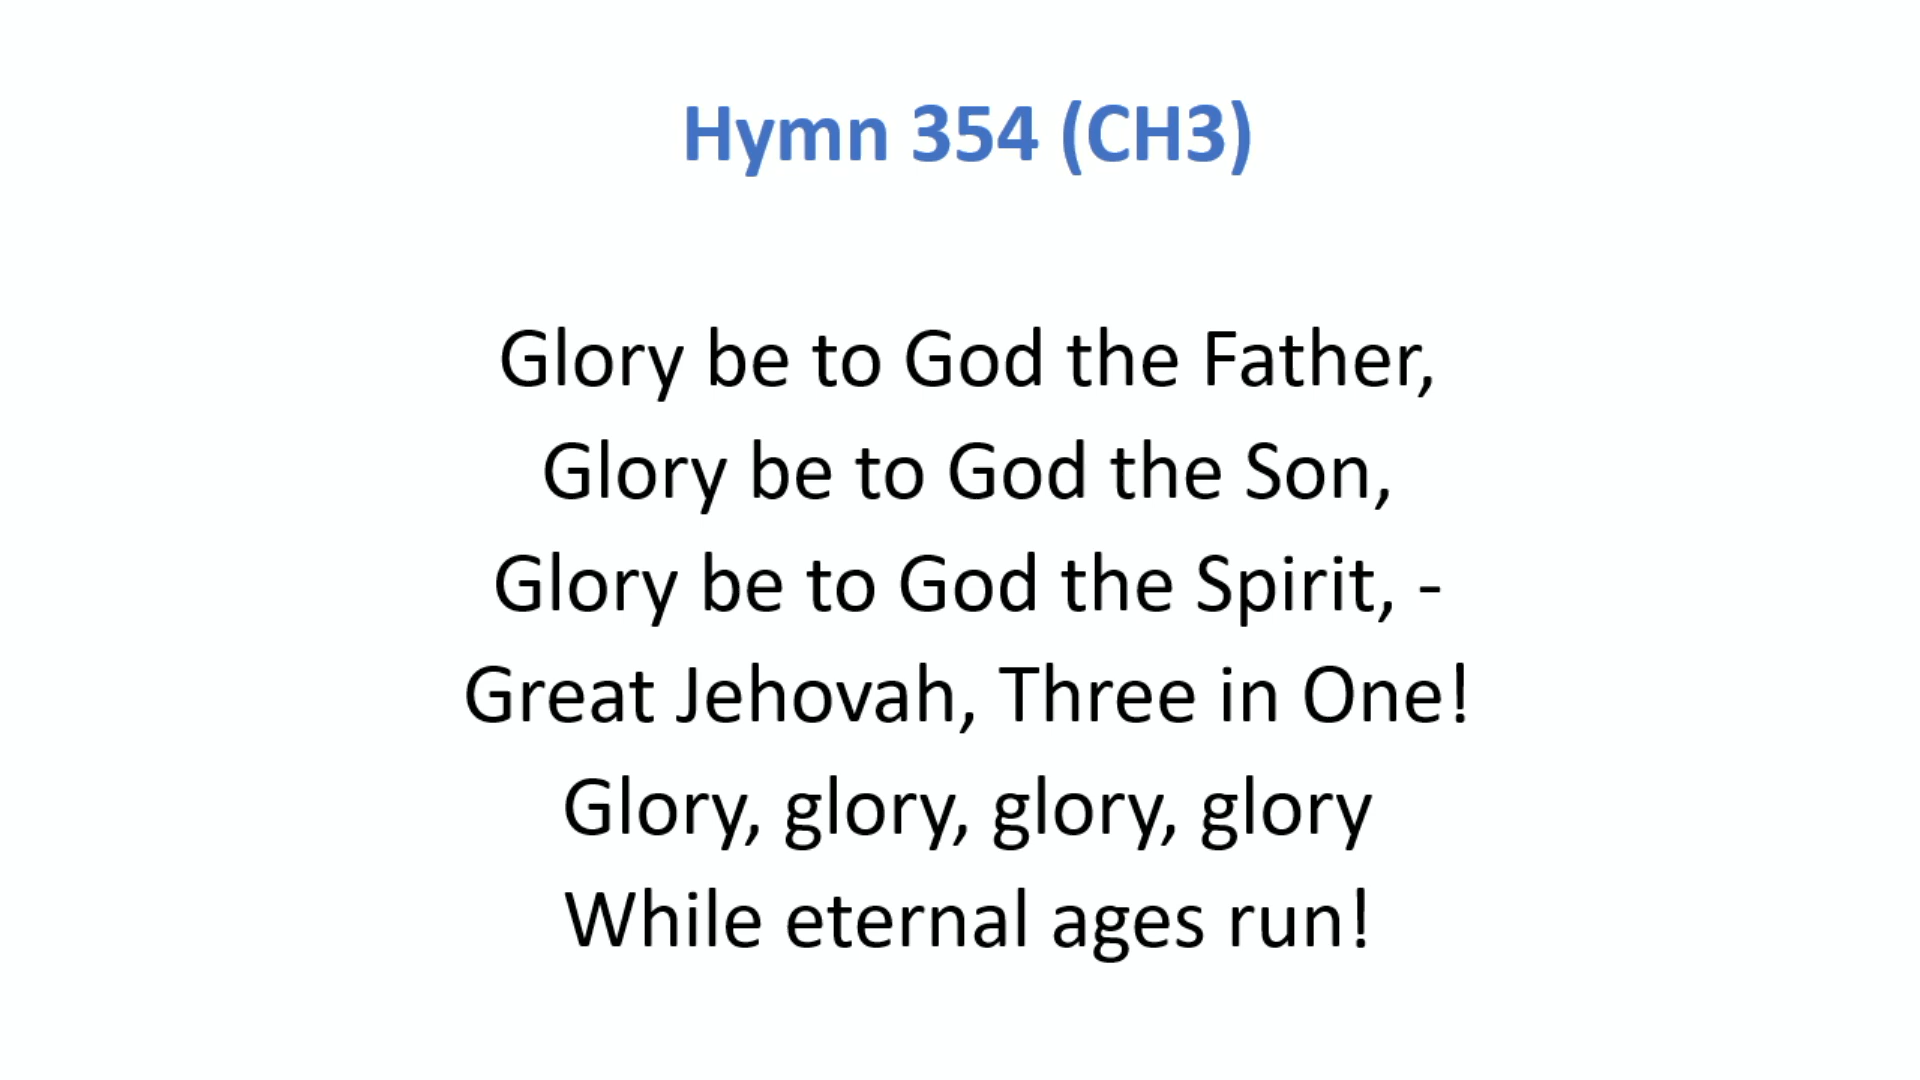 Hymn 354 (CH3)
Glory be to God the Father,
Glory be to God the Son,
Glory be to God the Spirit, -
Great Jehovah, Three in One!
Glory, glory, glory, glory
While eternal ages run!